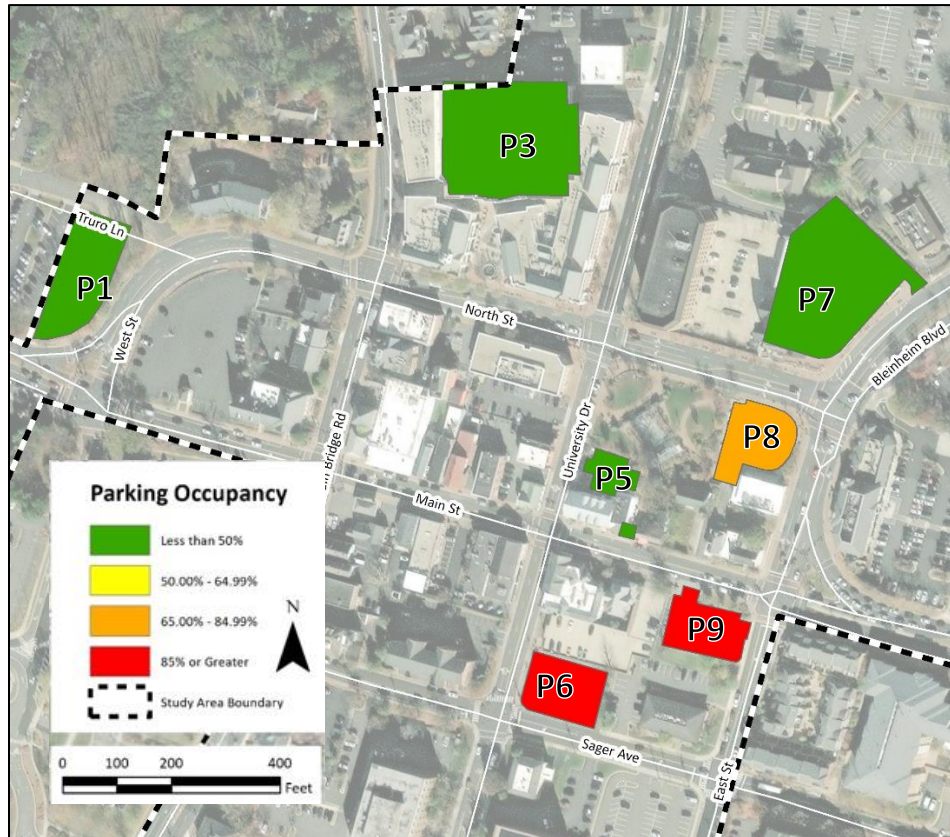 P3
Truro Ln
P1
P7
West St
North St
Bleinheim Blvd
Bridge Rd
University Dr
P8
P5
Main St
P9
P6
Sager Ave
East St
Parking Occupancy
Less than 50%
50.00% - 64.99%
65.00% - 84.99%
85% or Greater
Study Area Boundary
N
0 100 200 400
Feet